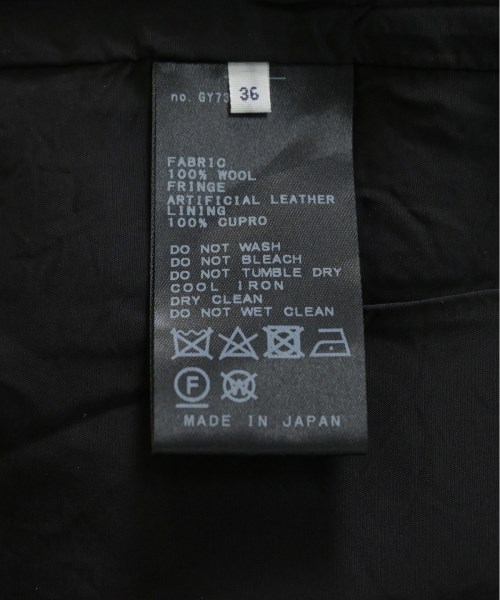 36
no. GY73
FABRIC
100% WOOL
FRINGE
ARTIFICIAL LEATHER
LINING
100% CUPRO
DO NOT WASH
DO NOT BLEACH
DO NOT TUMBLE DRY
COOL IRON
DRY CLEAN
DO NOT WET CLEAN
F W
MADE IN JAPAN